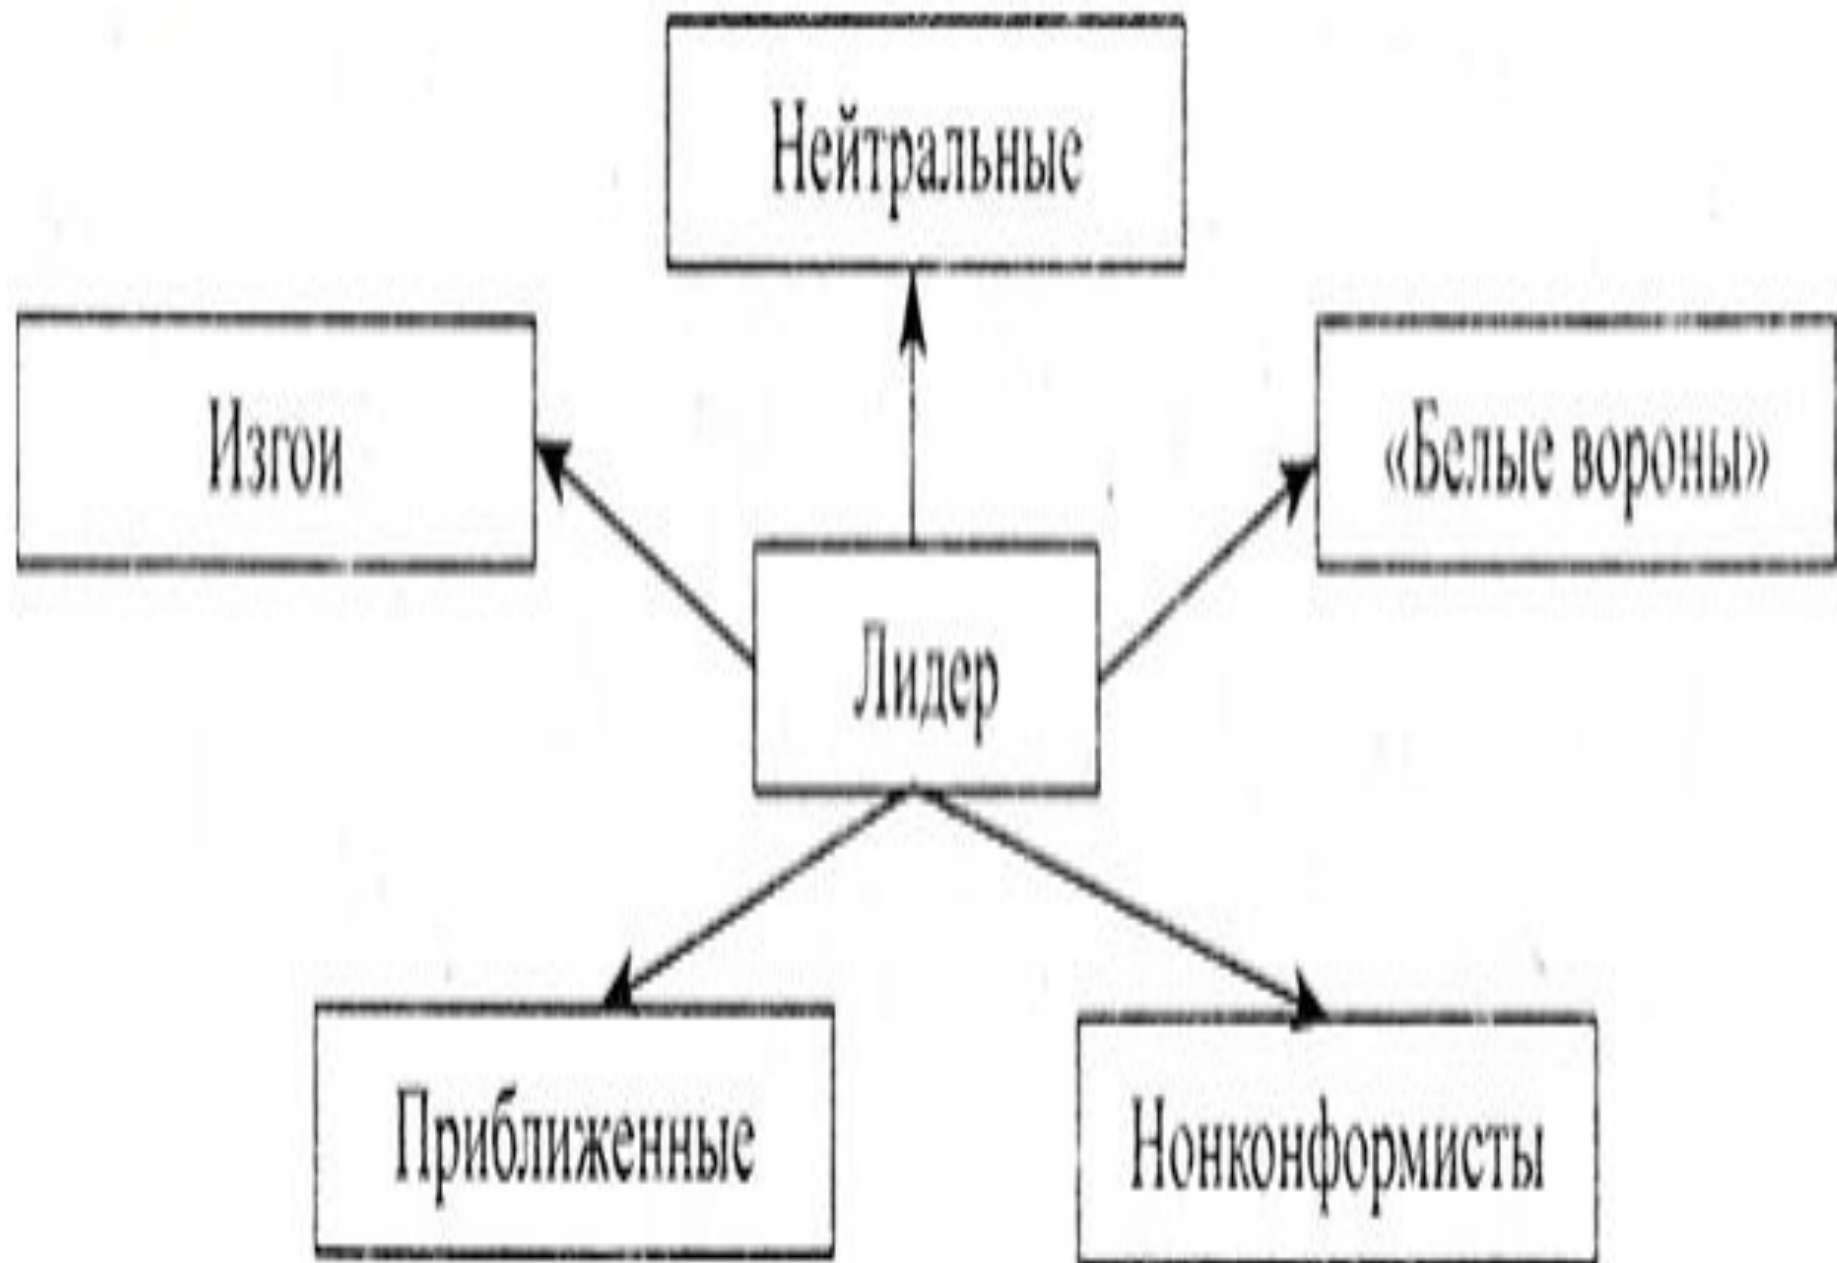 Нейтральные
Изгои
«Белые вороны»
Лидер
Приближенные
Нонконформисты